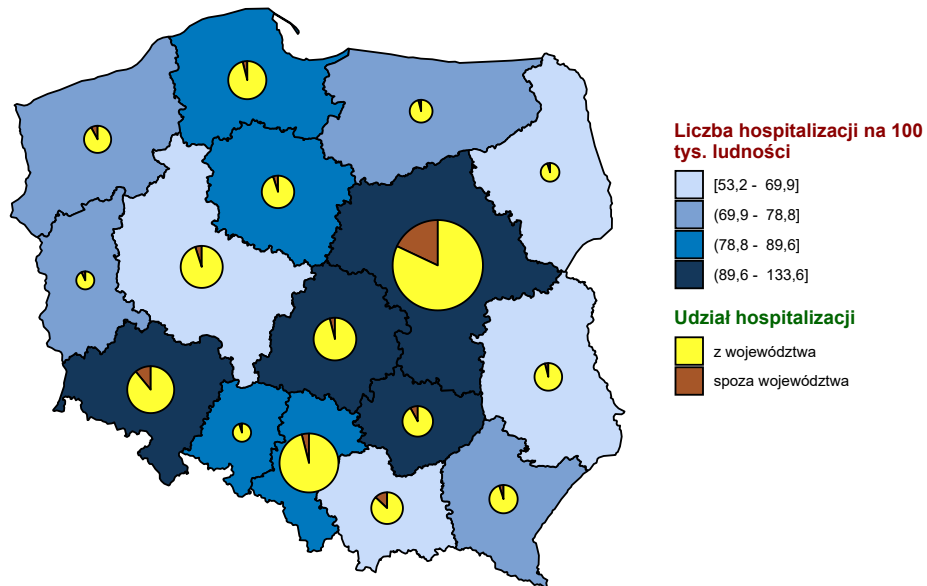 Liczba hospitalizacji na 100
tys. ludności
[53,2 - 69,9]
(69,9 - 78,8]
(78,8 - 89,6]
(89,6 - 133,6]
Udział hospitalizacji
z województwa
spoza województwa